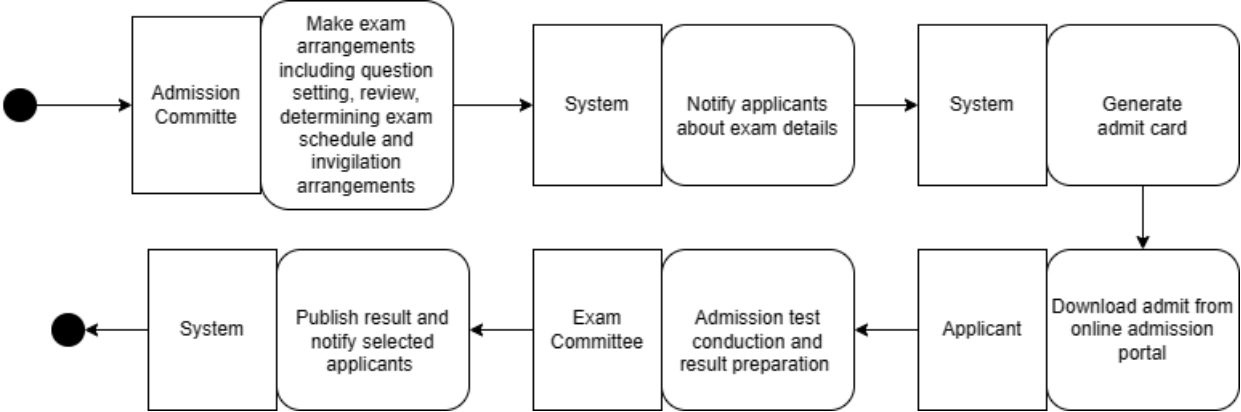 Admission
Committe
Make exam
arrangements
including question
setting, review,
determining exam
schedule and
invigilation
arrangements
System
Notify applicants
about exam details
System
Generate
admit card
Applicant
Download admit from
online admission
portal
Exam
Committee
Admission test
conduction and
result preparation
System
Publish result and
notify selected
applicants